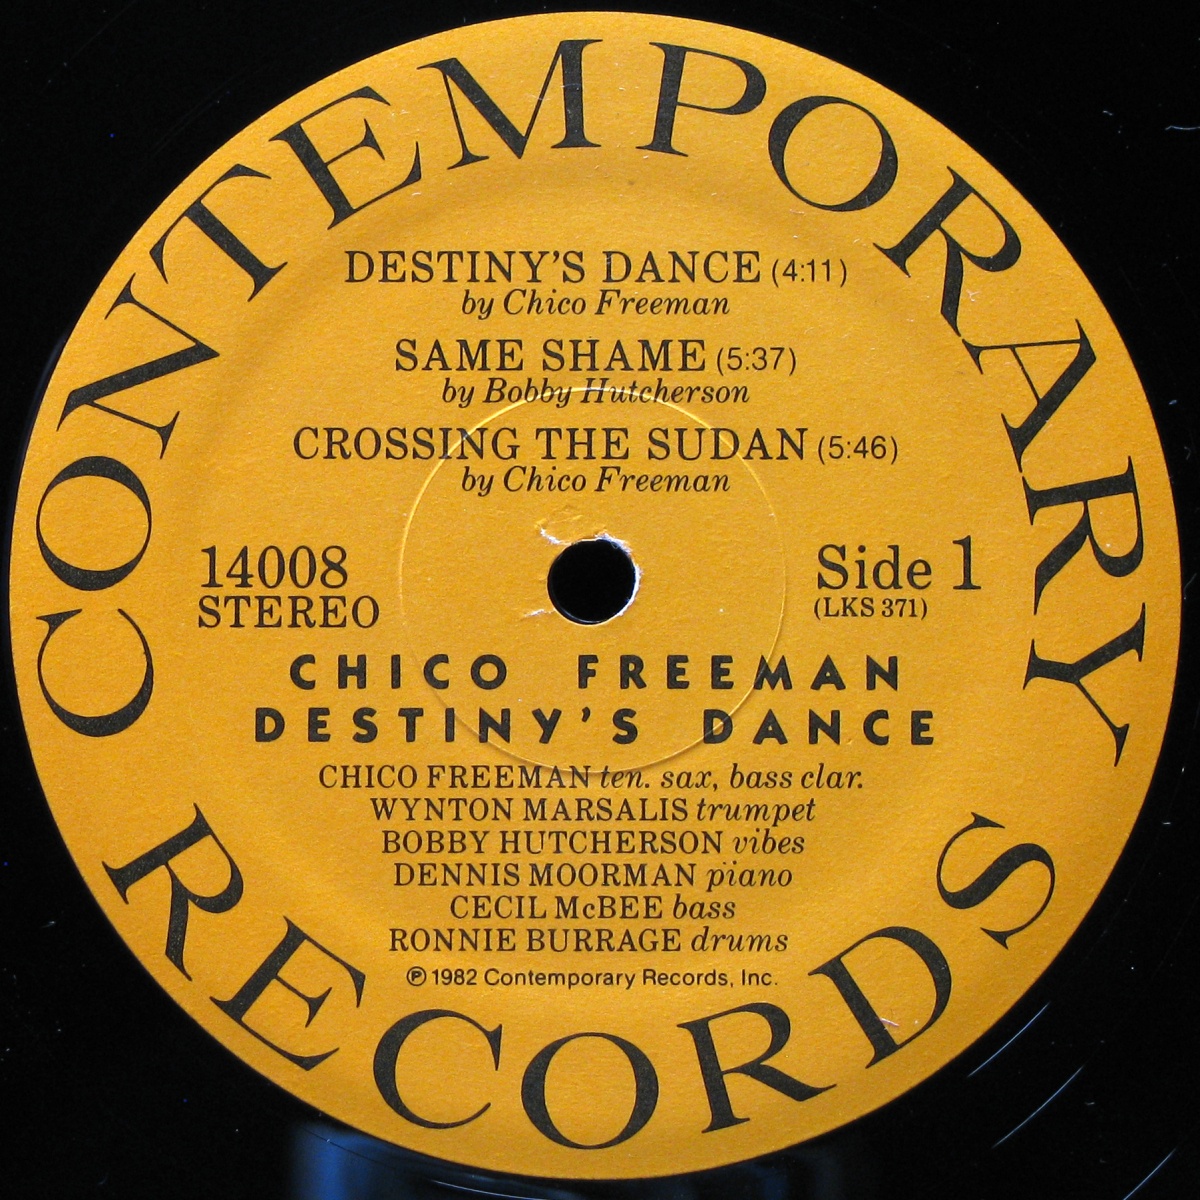 CONTEMPORARY
DESTINY'S DANCE (4:11)
by Chico Freeman
SAME SHAME (5:37)
by Bobby Hutcherson
CROSSING THE SUDAN (5:46)
by Chico Freeman
14008
STEREO
Side 1
(LKS 371)
CHICO FREEMAN
DESTINY'S DANCE
CHICO FREEMAN ten. sax, bass clar.
WYNTON MARSALIS trumpet
BOBBY HUTCHERSON vibes
DENNIS MOORMAN piano
CECIL McBEE bass
RONNIE BURRAGE drums
℗ 1982 Contemporary Records, Inc.
RECORDS